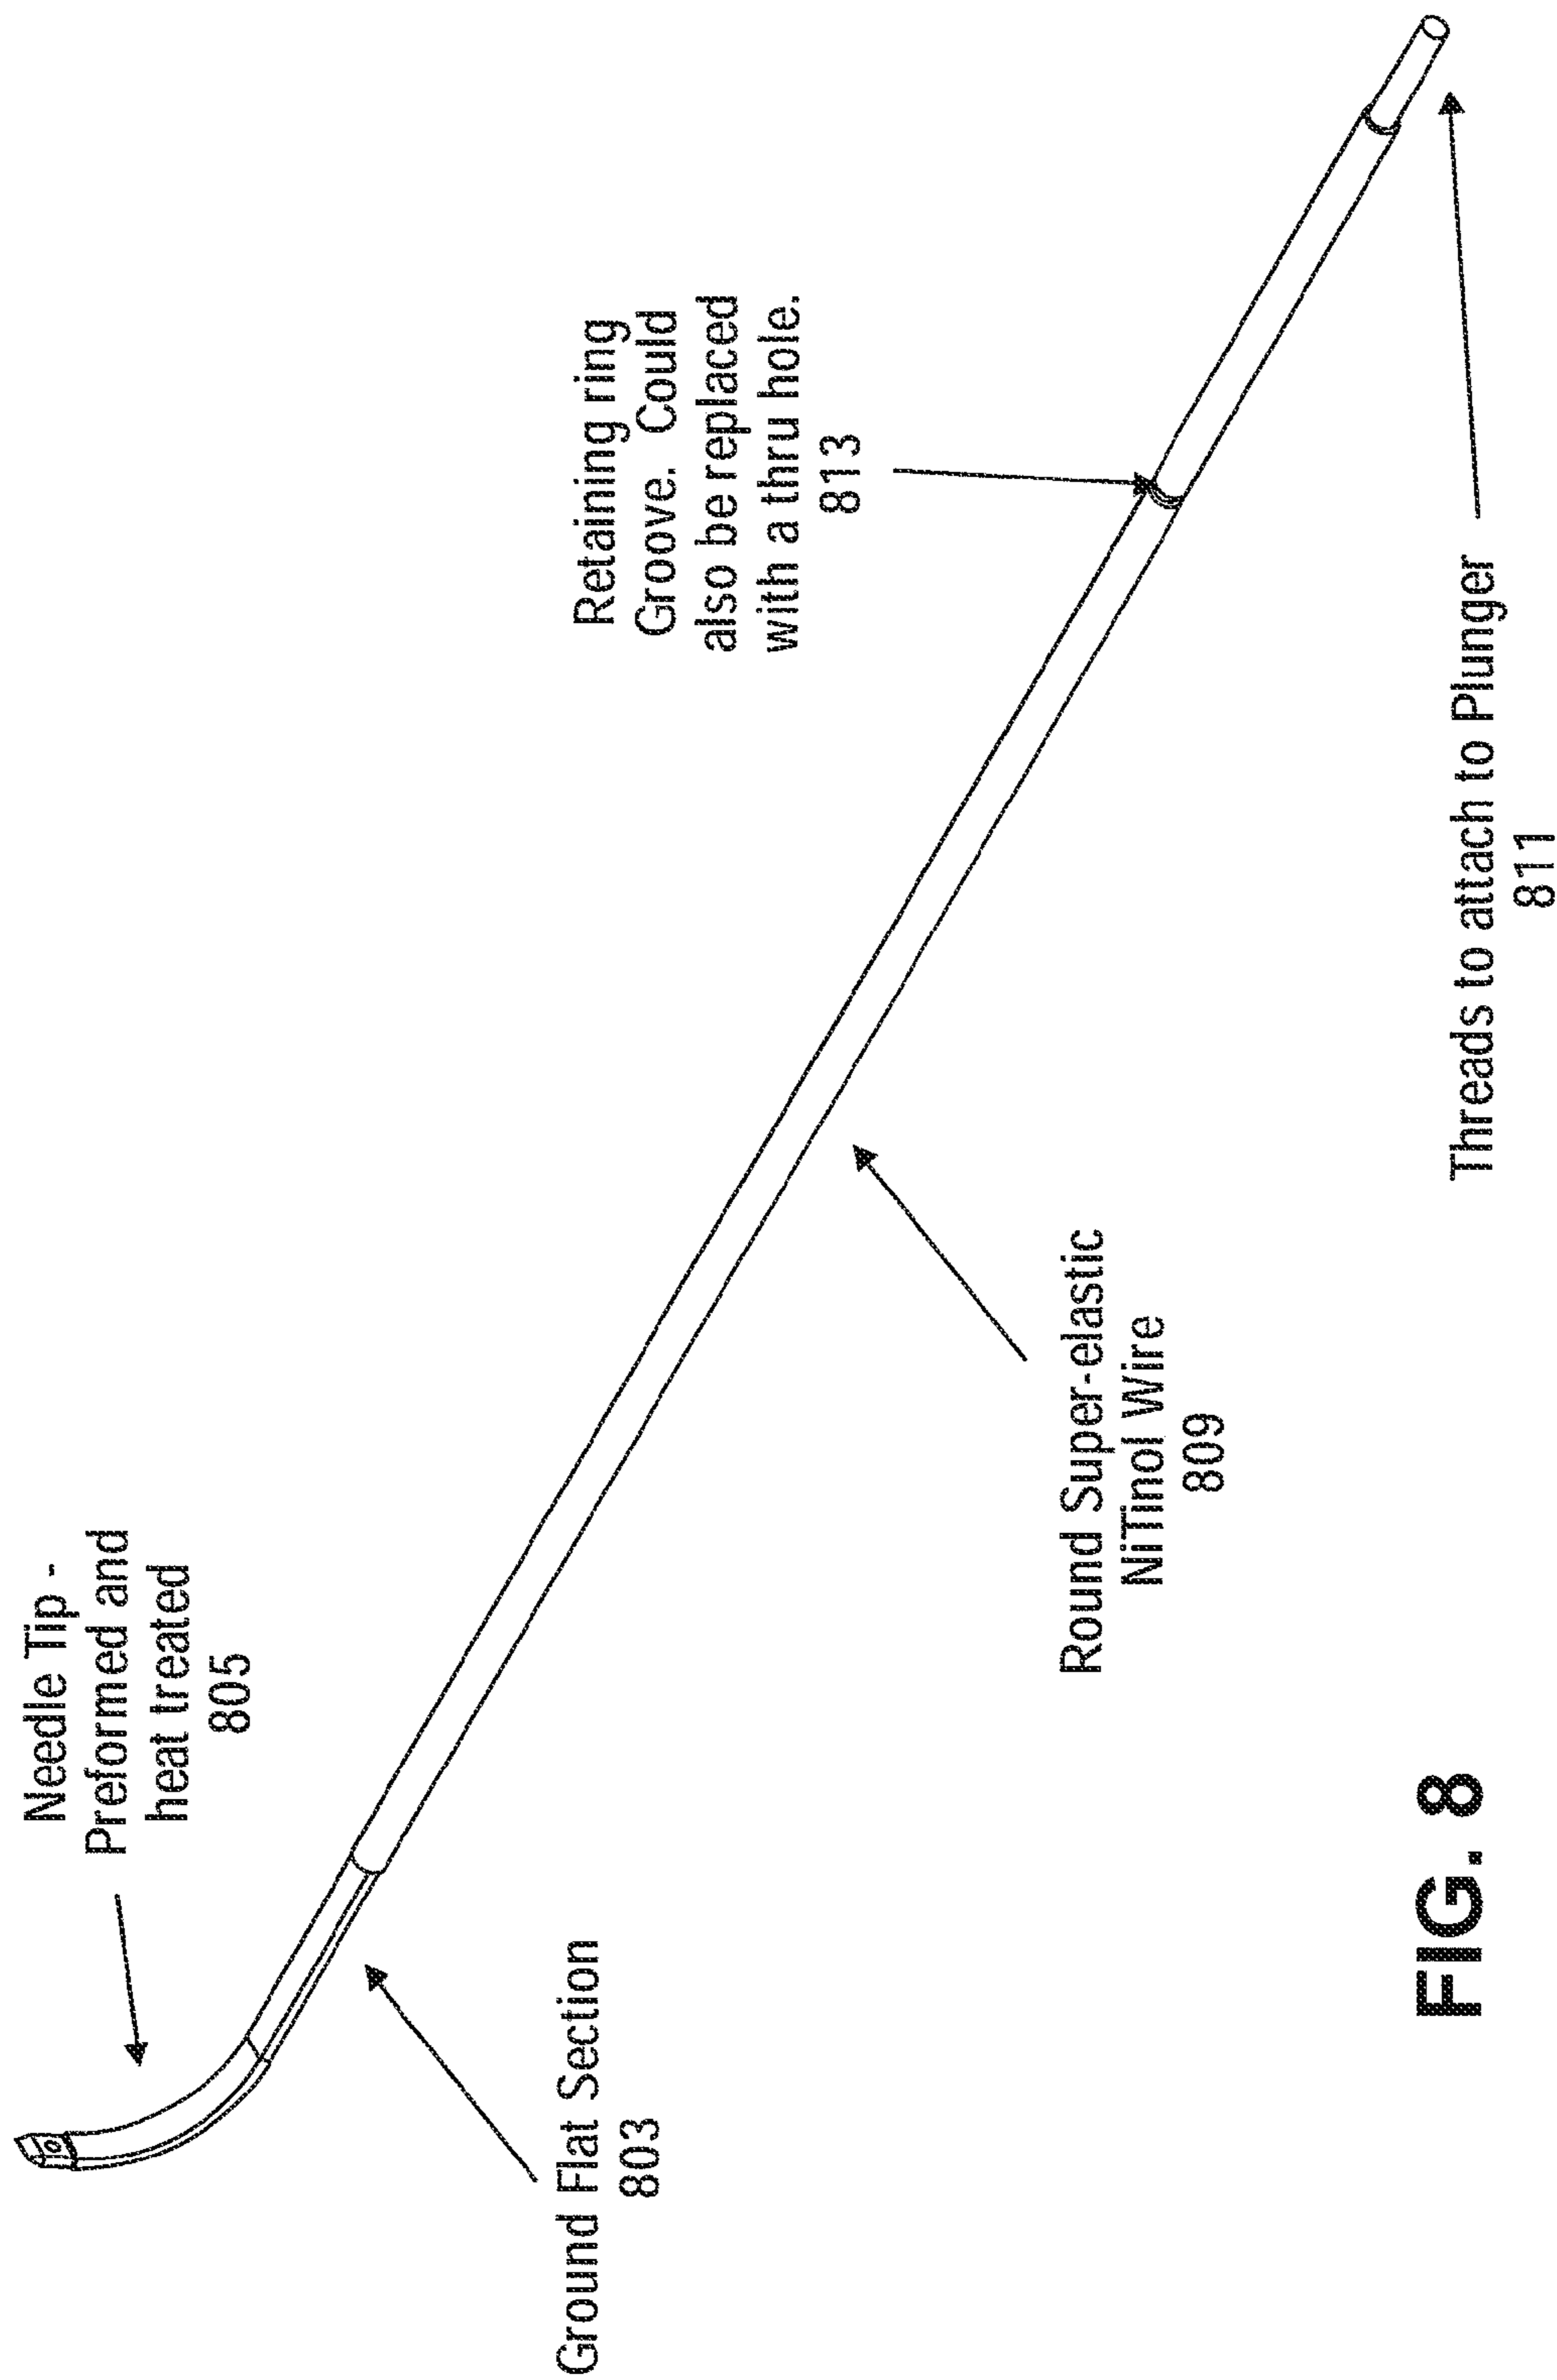 Needle Tip -
Preformed and
heat treated
805
Retaining ring
Groove. Could
also be replaced
with a thru hole.
813
Ground Flat Section
803
Round Super-elastic
NiTinol Wire
809
Threads to attach to Plunger
811
FIG. 8